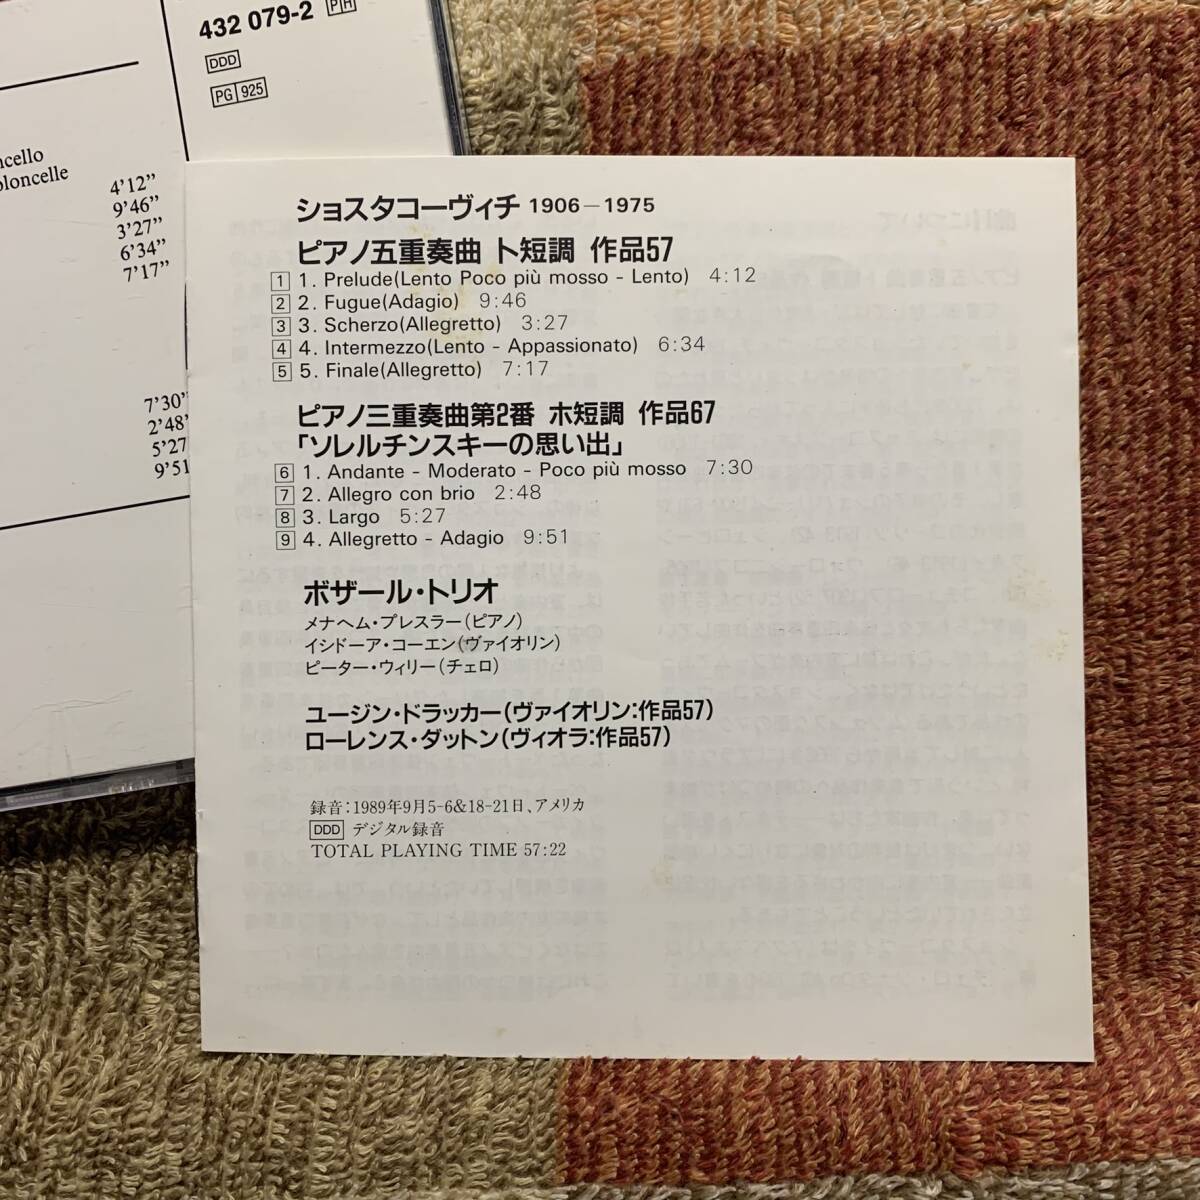 432 079-2 PH
DDD
PG 925
4'12"
9'46"
3'27"
6'34"
7'17"
7'30"
2'48"
5'27
9'51
ショスタコーヴィチ 1906－1975
ピアノ五重奏曲 ト短調 作品57
1 1. Prelude(Lento Poco più mosso - Lento) 4:12
2 2. Fugue(Adagio) 9:46
3 3. Scherzo(Allegretto) 3:27
4 4. Intermezzo(Lento - Appassionato) 6:34
5 5. Finale(Allegretto) 7:17
ピアノ三重奏曲第2番 ホ短調 作品67
「ソレルチンスキーの思い出」
6 1. Andante - Moderato - Poco più mosso 7:30
7 2. Allegro con brio 2:48
8 3. Largo 5:27
9 4. Allegretto - Adagio 9:51
ボザール・トリオ
メナヘム・プレスラー(ピアノ)
イシドーア・コーエン(ヴァイオリン)
ピーター・ウィリー(チェロ)
ユージン・ドラッカー(ヴァイオリン:作品57)
ローレンス・ダットン(ヴィオラ:作品57)
録音:1989年9月5-6&18-21日、アメリカ
DDD デジタル録音
TOTAL PLAYING TIME 57:22